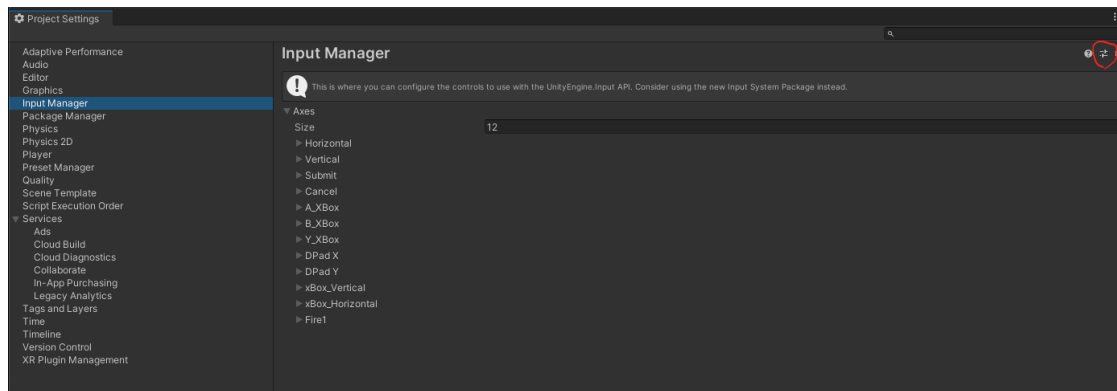 Project Settings
Adaptive Performance
Audio
Editor
Graphics
Input Manager
Package Manager
Physics
Physics 2D
Player
Preset Manager
Quality
Scene Template
Script Execution Order
Services
Ads
Cloud Build
Cloud Diagnostics
Collaborate
In-App Purchasing
Legacy Analytics
Tags and Layers
Time
Timeline
Version Control
XR Plugin Management
Input Manager
This is where you can configure the controls to use with the UnityEngine.Input API. Consider using the new Input System Package instead.
Axes
Size 12
Horizontal
Vertical
Submit
Cancel
A_XBox
B_XBox
Y_XBox
DPad X
DPad Y
xBox_Vertical
xBox_Horizontal
Fire1